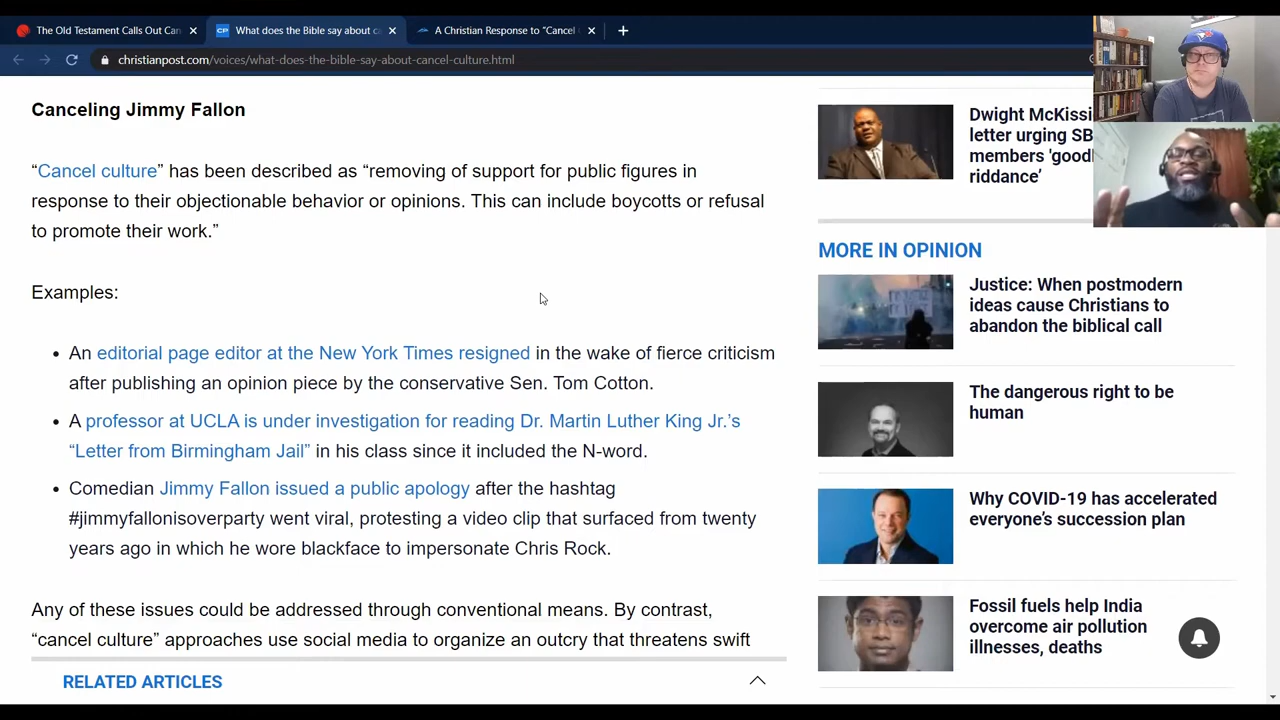 The Old Testament Calls Out Can
CP
What does the Bible say about ca
A Christian Response to “Cancel
christianpost.com/voices/what-does-the-bible-say-about-cancel-culture.html
Canceling Jimmy Fallon
“Cancel culture” has been described as “removing of support for public figures in
response to their objectionable behavior or opinions. This can include boycotts or refusal
to promote their work.”
Examples:
• An editorial page editor at the New York Times resigned in the wake of fierce criticism
after publishing an opinion piece by the conservative Sen. Tom Cotton.
• A professor at UCLA is under investigation for reading Dr. Martin Luther King Jr.’s
“Letter from Birmingham Jail” in his class since it included the N-word.
• Comedian Jimmy Fallon issued a public apology after the hashtag
#jimmyfallonisoverparty went viral, protesting a video clip that surfaced from twenty
years ago in which he wore blackface to impersonate Chris Rock.
Any of these issues could be addressed through conventional means. By contrast,
“cancel culture” approaches use social media to organize an outcry that threatens swift
RELATED ARTICLES
Dwight McKissi
letter urging SB
members 'good
riddance’
MORE IN OPINION
Justice: When postmodern
ideas cause Christians to
abandon the biblical call
The dangerous right to be
human
Why COVID-19 has accelerated
everyone’s succession plan
Fossil fuels help India
overcome air pollution
illnesses, deaths